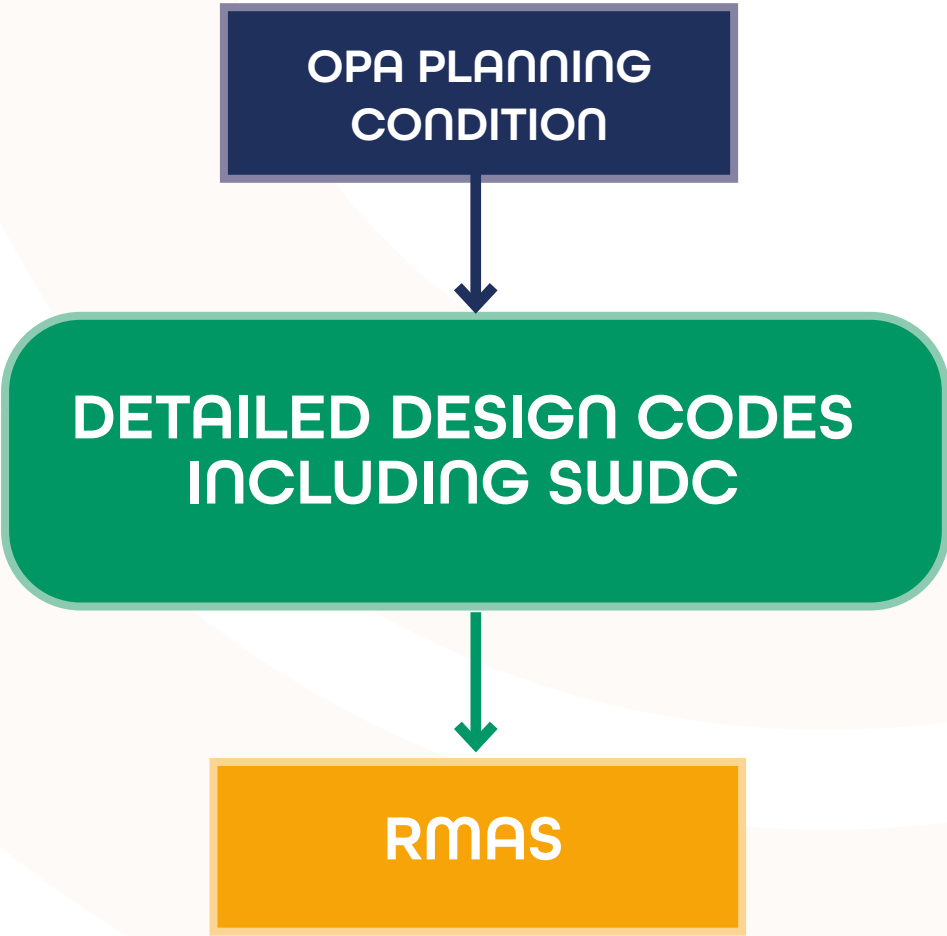 OPA PLANNING
CONDITION
DETAILED DESIGN CODES
INCLUDING SWDC
RMAS